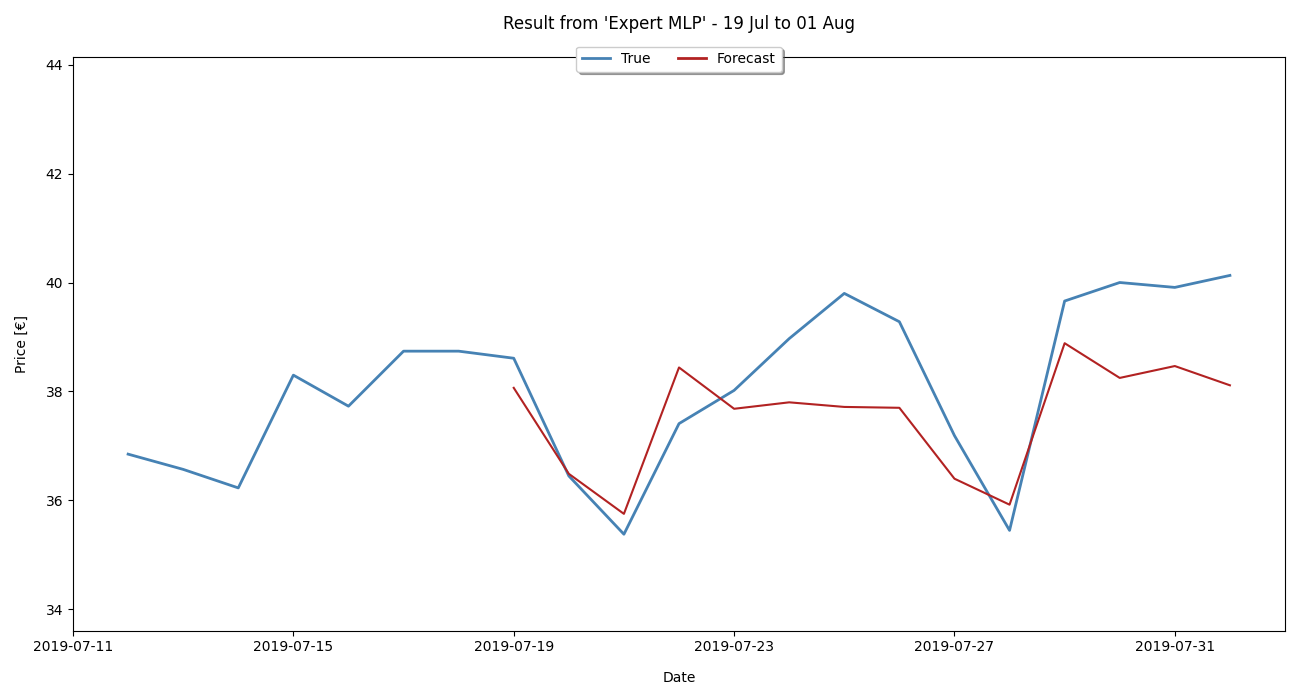 Result from 'Expert MLP' - 19 Jul to 01 Aug
True
Forecast
44
42
40
38
36
34
Price [€]
2019-07-11
2019-07-15
2019-07-19
2019-07-23
2019-07-27
2019-07-31
Date